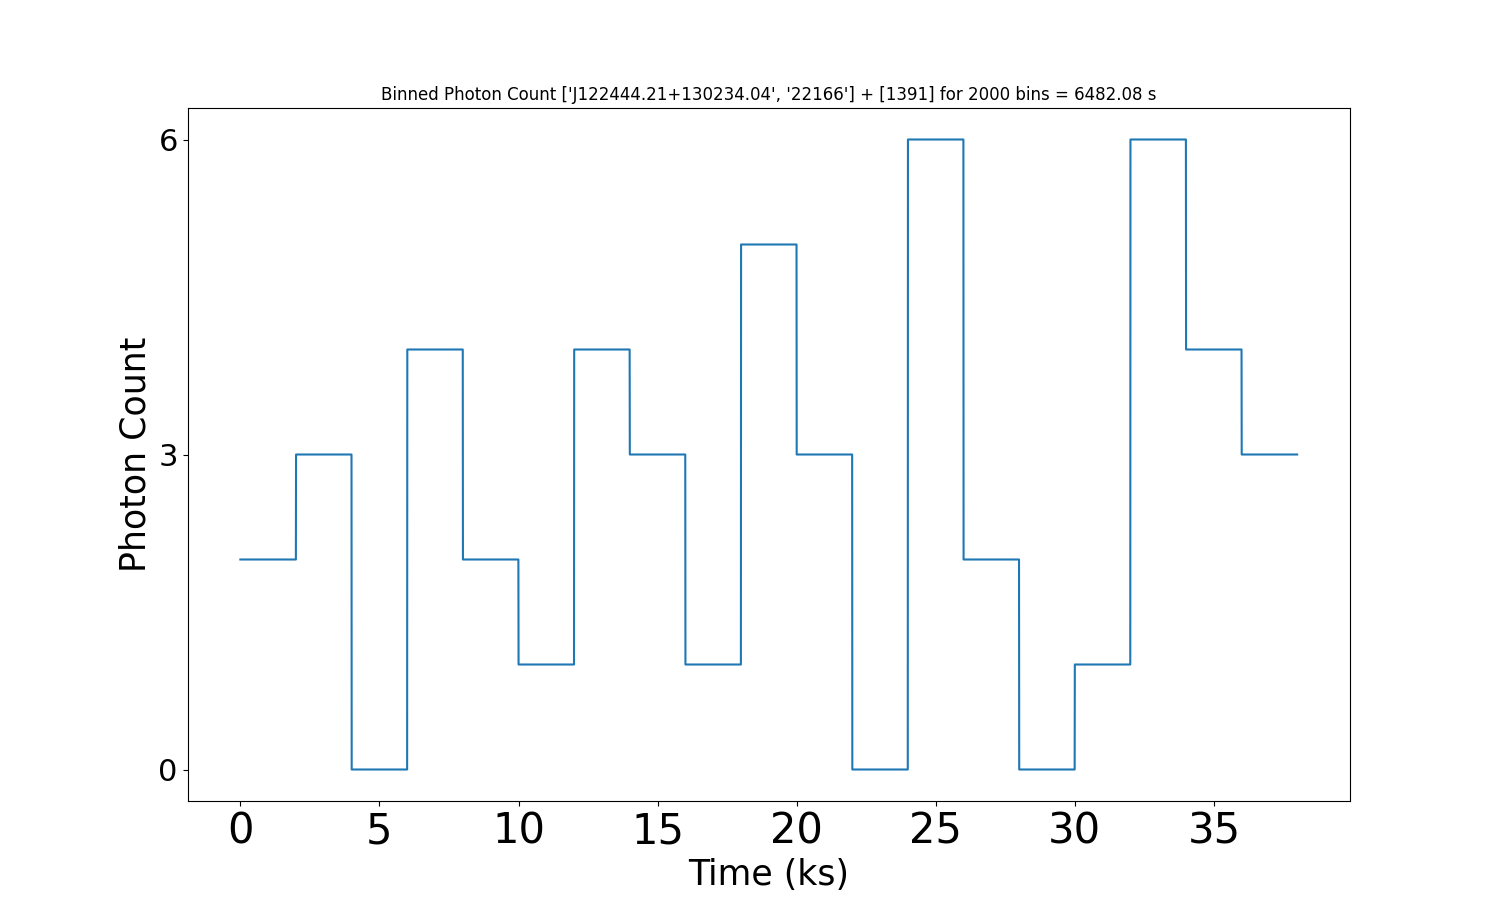 Binned Photon Count ['J122444.21+130234.04', '22166'] + [1391] for 2000 bins = 6482.08 s
6
3
0
Photon Count
0 5 10 15 20 25 30 35
Time (ks)